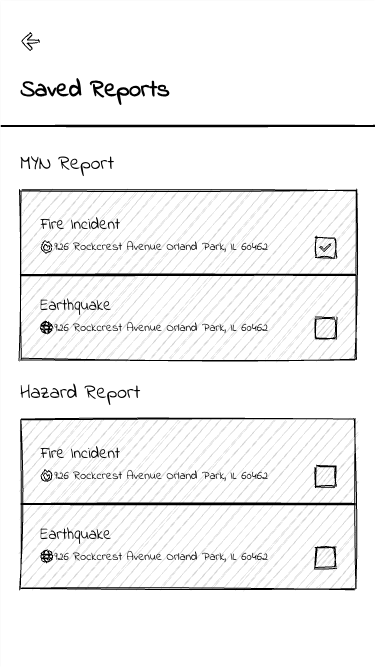 Saved Reports
MYN Report
Fire Incident
926 Rockcrest Avenue Orland Park, IL 60462
Earthquake
926 Rockcrest Avenue Orland Park, IL 60462
Hazard Report
Fire Incident
926 Rockcrest Avenue Orland Park, IL 60462
Earthquake
926 Rockcrest Avenue Orland Park, IL 60462